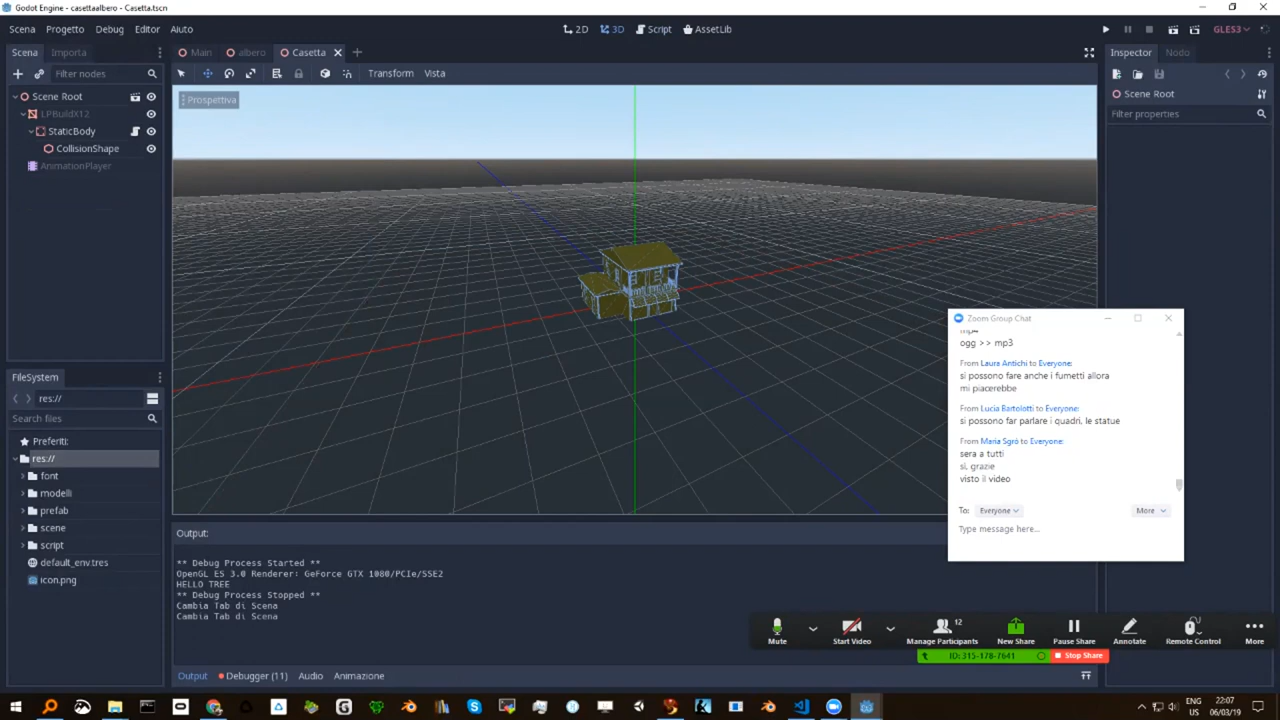 Godot Engine - casettaalbero - Casetta.tscn
Scena Progetto Debug Editor Aiuto
2D 3D Script AssetLib
GLES3
Scena Importa
Main albero Casetta
Inspector Nodo
Filter nodes
Transform Vista
Scene Root
Scene Root
Filter properties
Prospettiva
LPBuildX12
StaticBody
CollisionShape
AnimationPlayer
FileSystem
res://
Search files
Preferiti:
res://
font
modelli
prefab
scene
script
default_env.tres
icon.png
Output:
** Debug Process Started **
OpenGL ES 3.0 Renderer: GeForce GTX 1080/PCIe/SSE2
HELLO TREE
** Debug Process Stopped **
Cambia Tab di Scena
Cambia Tab di Scena
Output Debugger (11) Audio Animazione
Zoom Group Chat
mp4
ogg >> mp3
From Laura Antichi to Everyone:
si possono fare anche i fumetti allora
mi piacerebbe
From Lucia Bartolotti to Everyone:
si possono far parlare i quadri, le statue
From Maria Sgró to Everyone:
sera a tutti
si, grazie
visto il video
To: Everyone More
Type message here...
12
Mute Start Video Manage Participants New Share Pause Share Annotate Remote Control More
ID: 315-178-7641 Stop Share
ENG 22:07
US 06/03/19